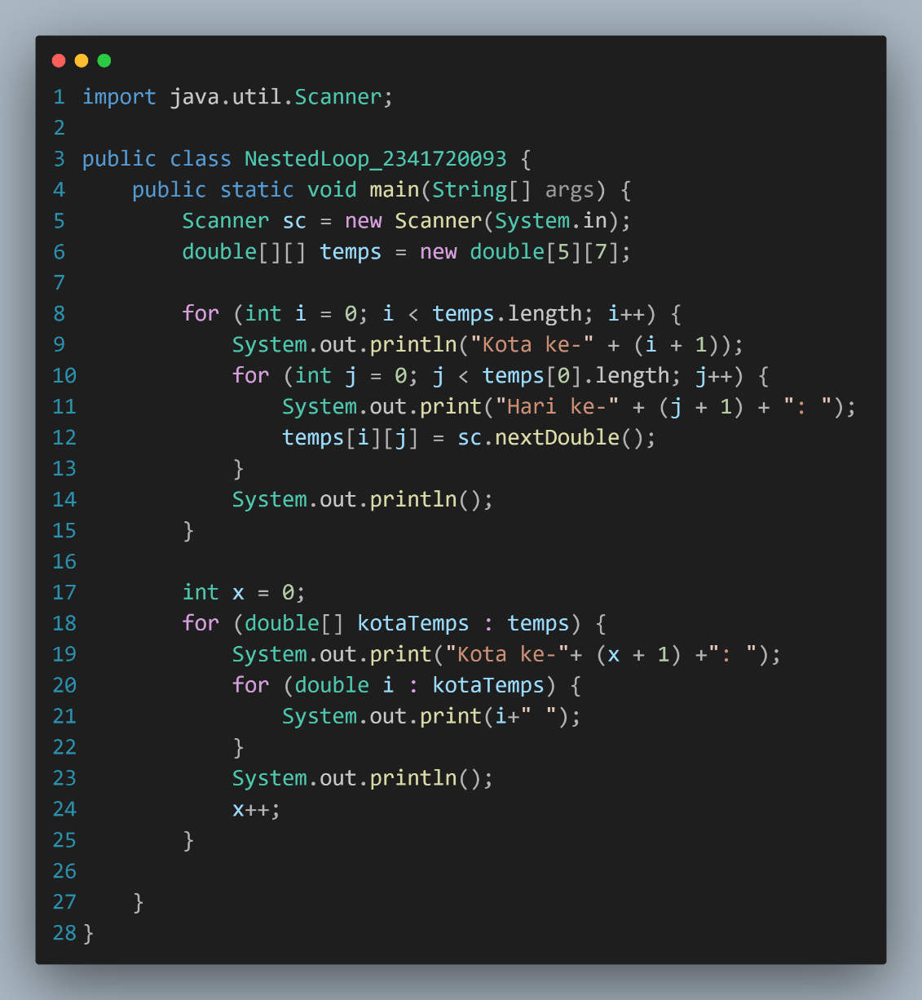 1 import java.util.Scanner;
2
3 public class NestedLoop_2341720093 {
4     public static void main(String[] args) {
5         Scanner sc = new Scanner(System.in);
6         double[][] temps = new double[5][7];
7
8         for (int i = 0; i < temps.length; i++) {
9             System.out.println("Kota ke-" + (i + 1));
10             for (int j = 0; j < temps[0].length; j++) {
11                 System.out.print("Hari ke-" + (j + 1) + ": ");
12                 temps[i][j] = sc.nextDouble();
13             }
14             System.out.println();
15         }
16
17         int x = 0;
18         for (double[] kotaTemps : temps) {
19             System.out.print("Kota ke-"+ (x + 1) +": ");
20             for (double i : kotaTemps) {
21                 System.out.print(i+" ");
22             }
23             System.out.println();
24             x++;
25         }
26
27     }
28 }